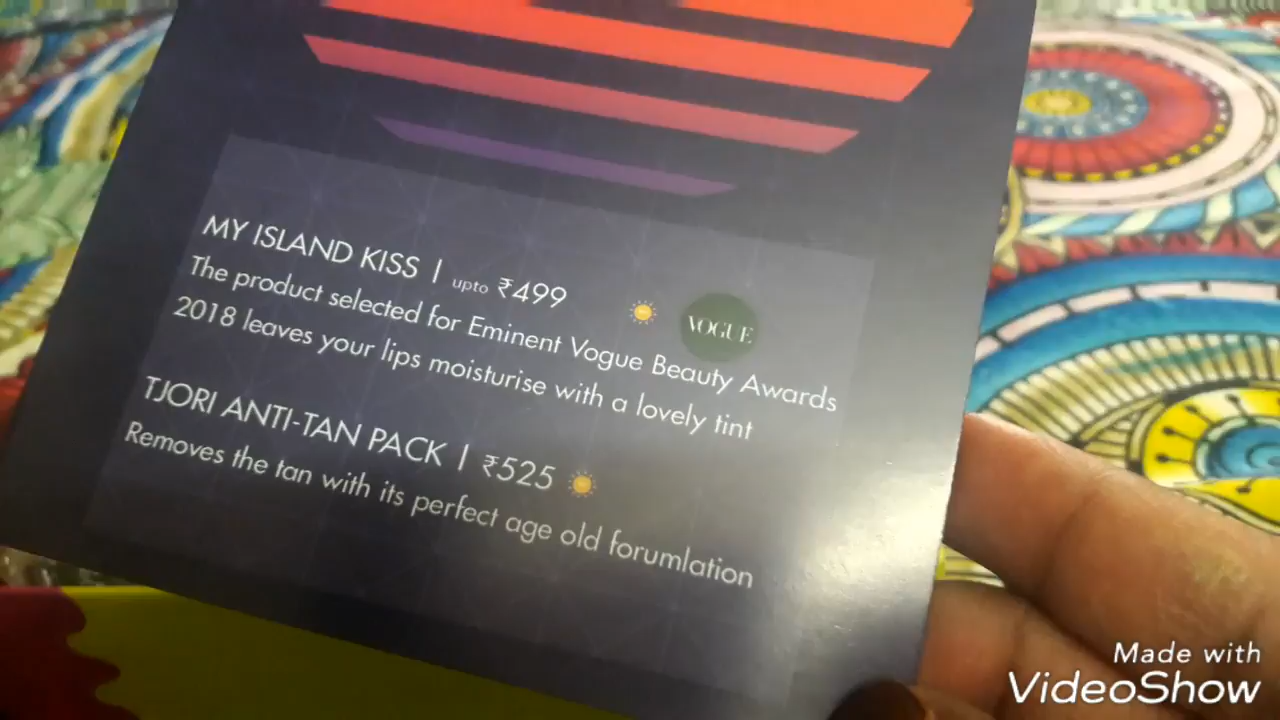 MY ISLAND KISS | upto ₹499
The product selected for Eminent Vogue Beauty Awards
2018 leaves your lips moisturise with a lovely tint
VOGUE
TJORI ANTI-TAN PACK | ₹525
Removes the tan with its perfect age old forumlation
Made with
VideoShow